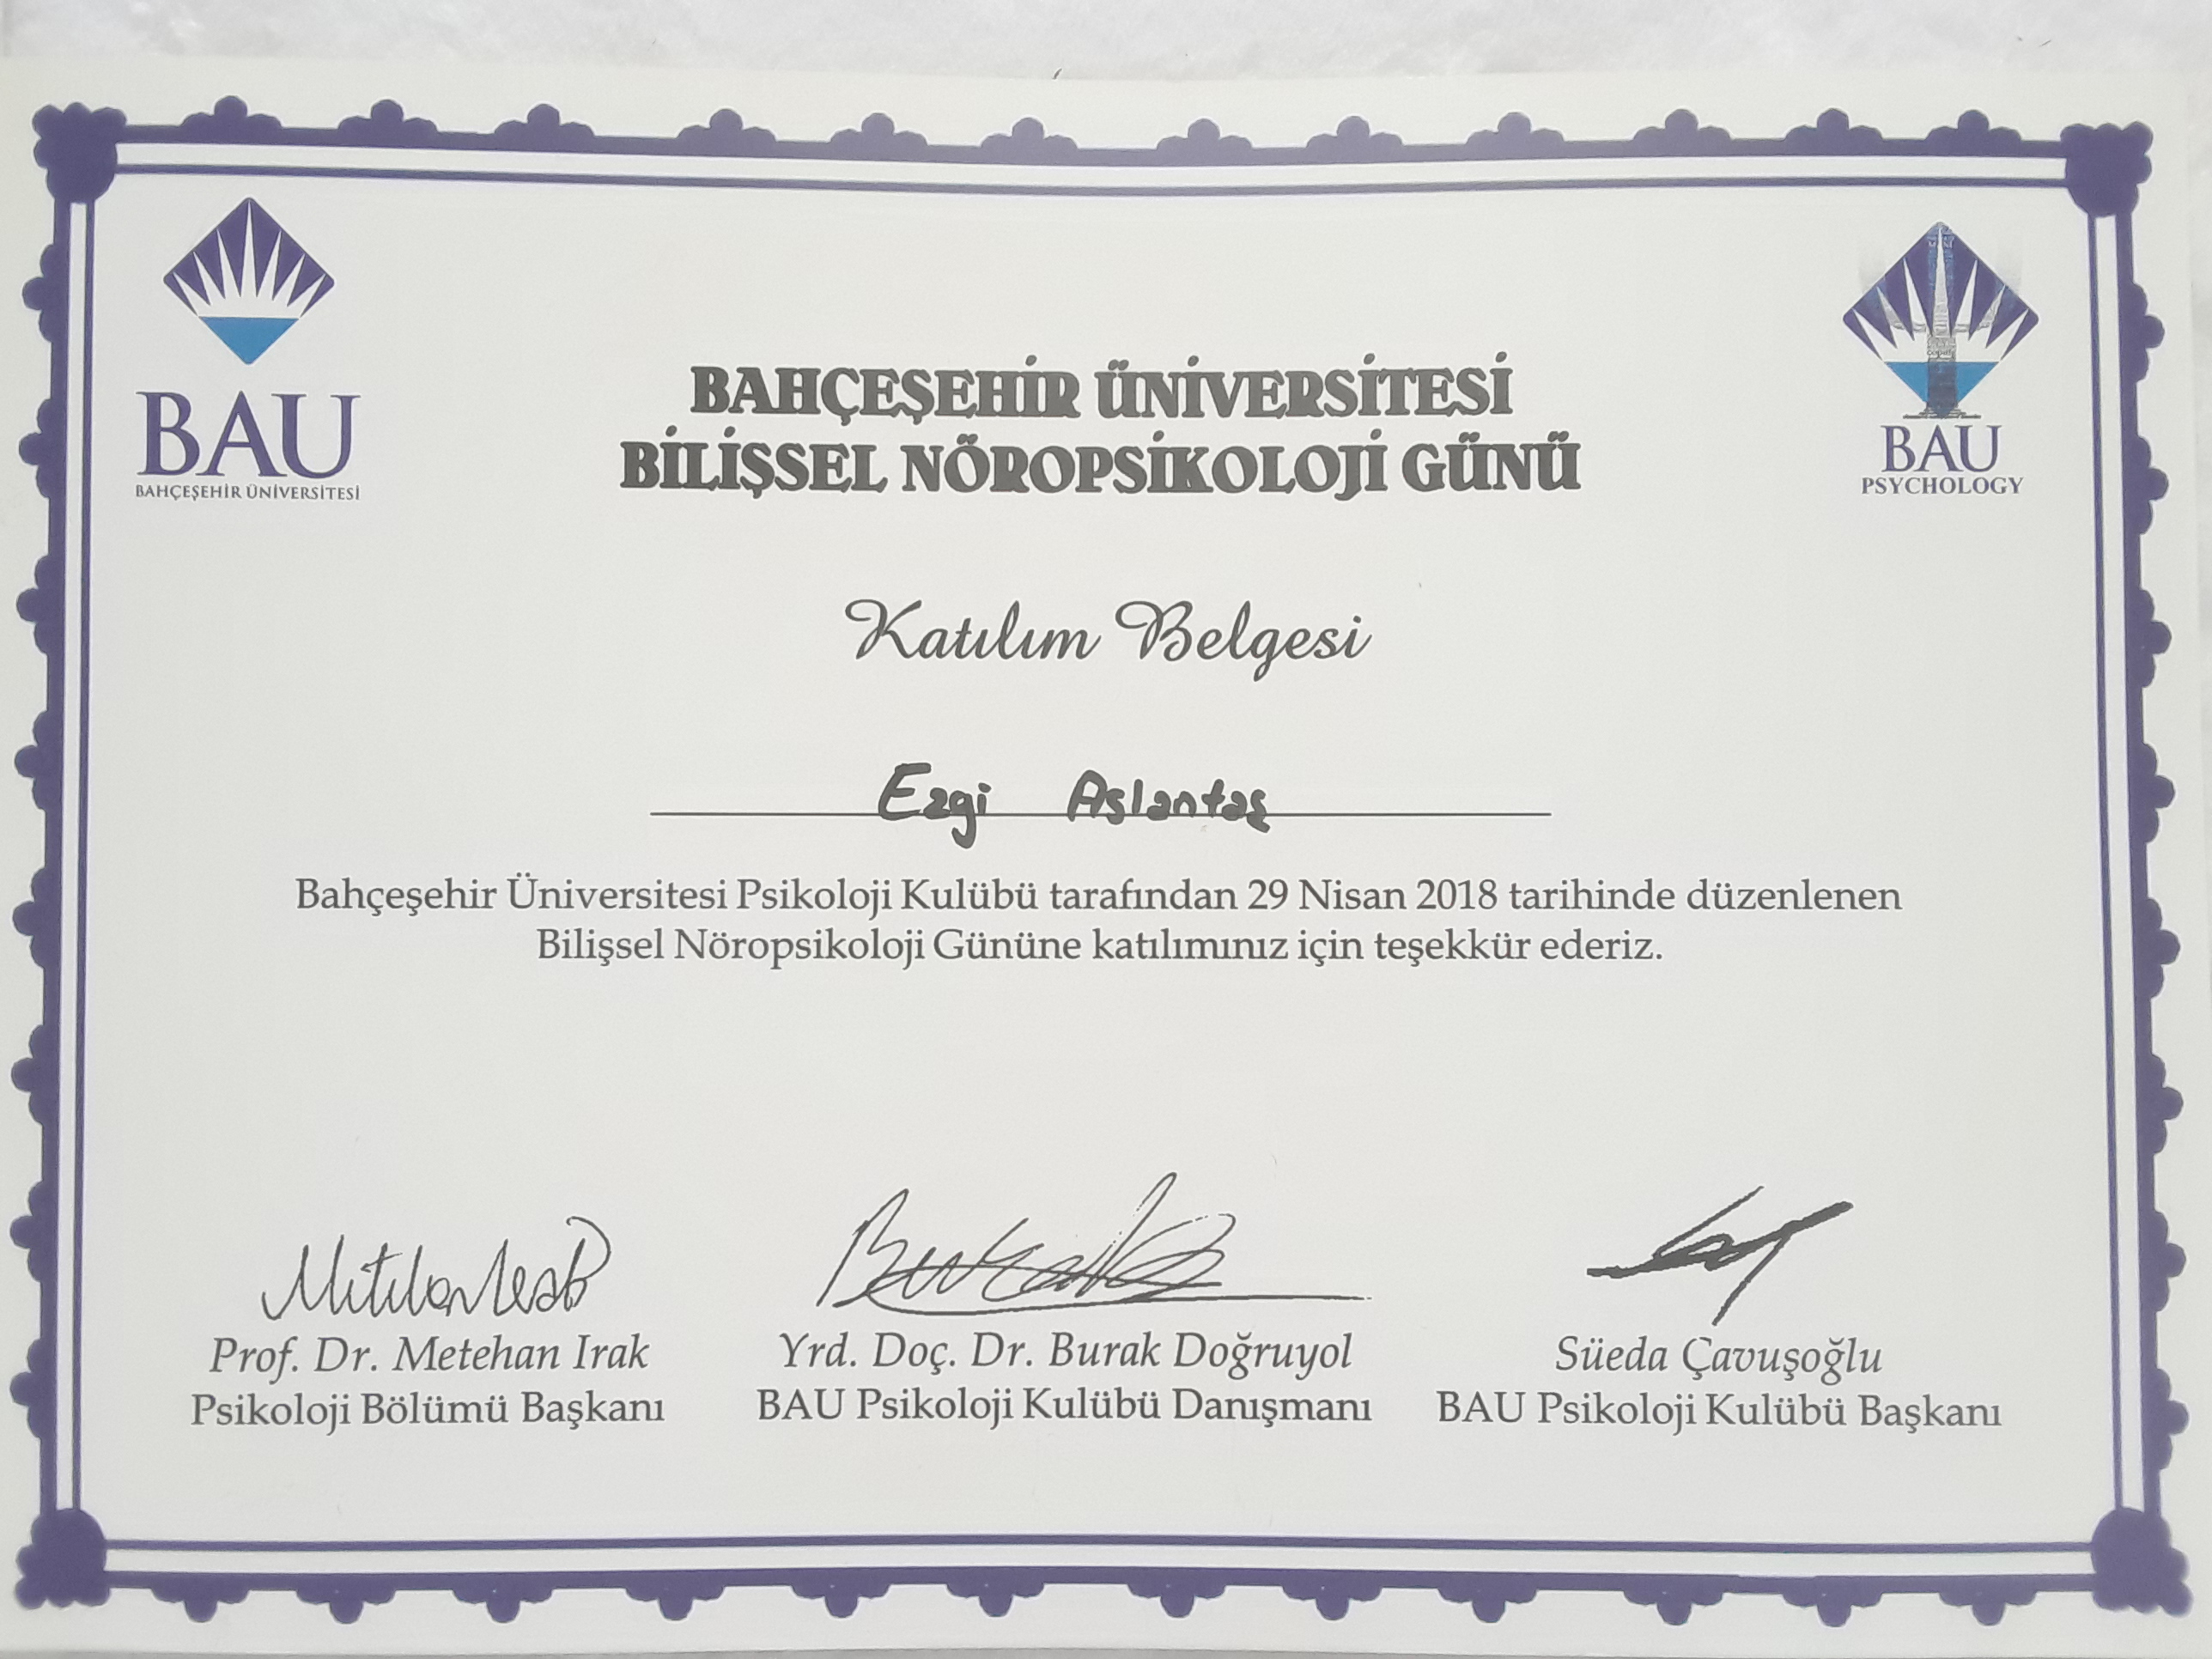 BAU
BAHÇEŞEHİR ÜNİVERSİTESİ
BAU
PSYCHOLOGY
BAHÇEŞEHİR ÜNİVERSİTESİ
BİLİŞSEL NÖROPSİKOLOJİ GÜNÜ
Katılım Belgesi
Ezgi Aslantaş
Bahçeşehir Üniversitesi Psikoloji Kulübü tarafından 29 Nisan 2018 tarihinde düzenlenen
Bilişsel Nöropsikoloji Gününe katılımınız için teşekkür ederiz.
Prof. Dr. Metehan Irak
Psikoloji Bölümü Başkanı
Yrd. Doç. Dr. Burak Doğruyol
BAU Psikoloji Kulübü Danışmanı
Süeda Çavuşoğlu
BAU Psikoloji Kulübü Başkanı